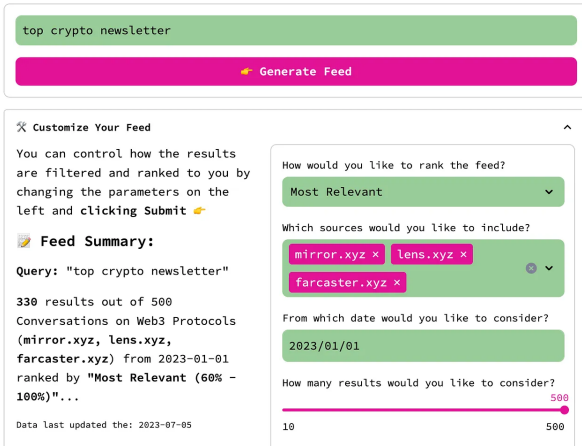 top crypto newsletter
👉 Generate Feed
🛠 Customize Your Feed
You can control how the results
are filtered and ranked to you by
changing the parameters on the
left and clicking Submit 👉
📝 Feed Summary:
Query: "top crypto newsletter"
330 results out of 500
Conversations on Web3 Protocols
(mirror.xyz, lens.xyz,
farcaster.xyz) from 2023-01-01
ranked by "Most Relevant (60% -
100%)"...
Data last updated the: 2023-07-05
How would you like to rank the feed?
Most Relevant
Which sources would you like to include?
mirror.xyz × lens.xyz ×
farcaster.xyz ×
From which date would you like to consider?
2023/01/01
How many results would you like to consider?
500
10 500